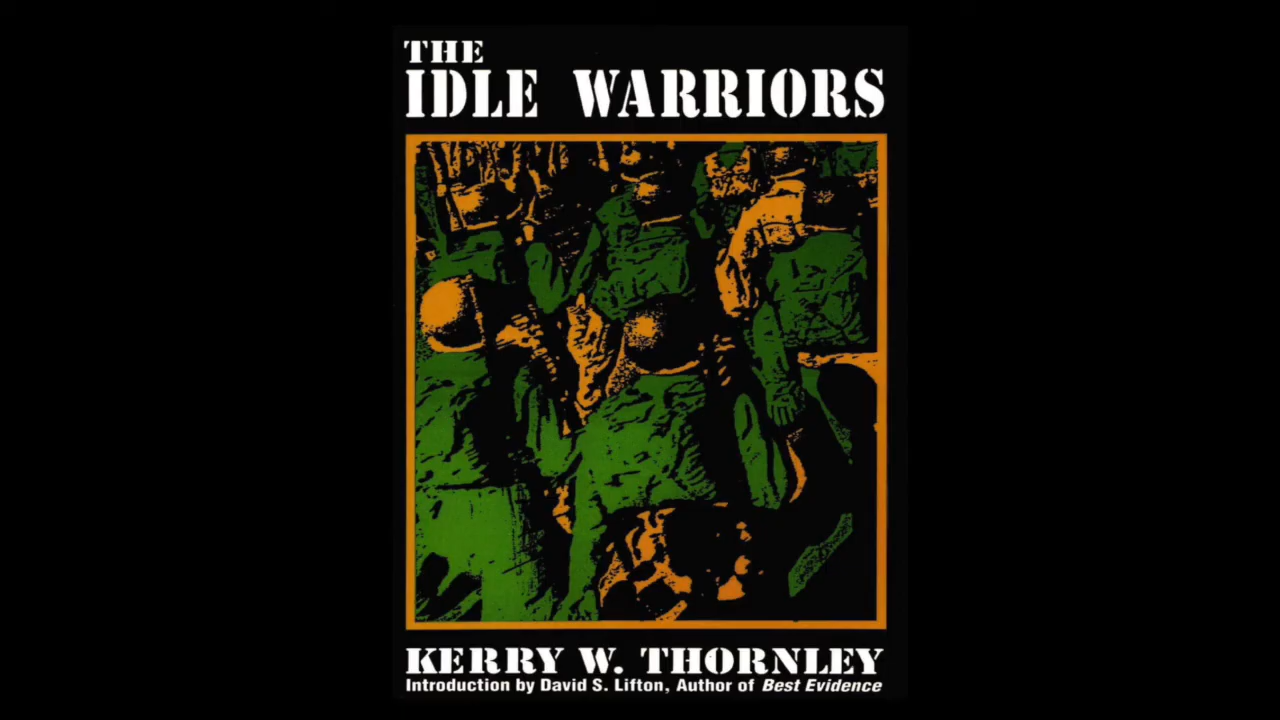 THE
IDLE WARRIORS
KERRY W. THORNLEY
Introduction by David S. Lifton, Author of Best Evidence